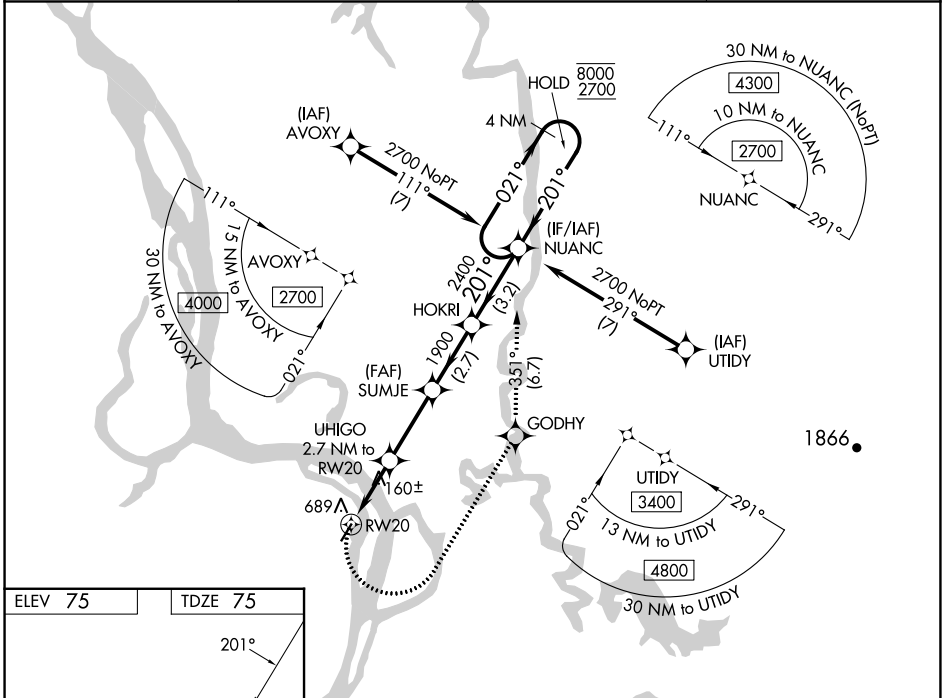 30 NM to NUANC (NoPT)
4300
10 NM to NUANC
2700
111°
NUANC
291°
HOLD
8000
2700
4 NM
(IAF)
AVOXY
2700 NoPT
111°
(7)
021°
201°
(IF/IAF)
NUANC
111°
15 NM to AVOXY
AVOXY
2700
30 NM to AVOXY
4000
021°
2400
201°
(3.2)
HOKRI
2700 NoPT
291°
(7)
(IAF)
UTIDY
1900
(2.7)
351°
(6.7)
(FAF)
SUMJE
GODHY
UHIGO
2.7 NM to
RW20
160±
689
RW20
1866
UTIDY
3400
021°
291°
13 NM to UTIDY
4800
30 NM to UTIDY
ELEV 75
TDZE 75
201°